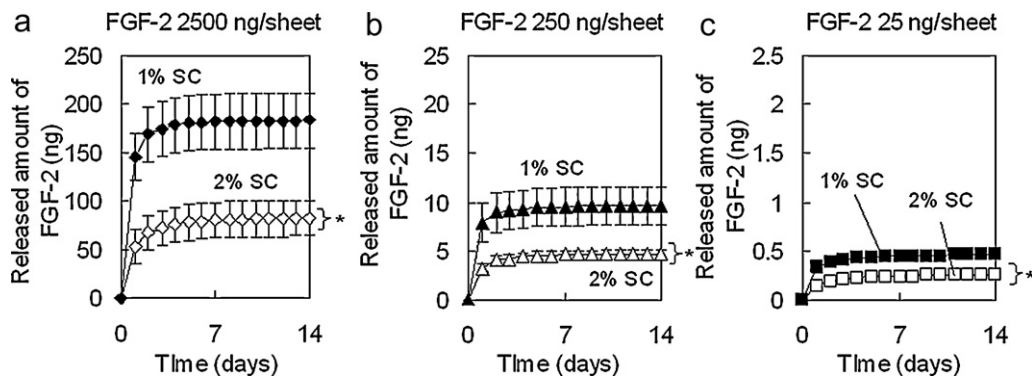 a
FGF-2 2500 ng/sheet
Released amount of
FGF-2 (ng)
250
200
150
100
50
0
1% SC
2% SC
*
0
7
14
TIme (days)
b
FGF-2 250 ng/sheet
Released amount of
FGF-2 (ng)
25
20
15
10
5
0
1% SC
2% SC
*
0
7
14
TIme (days)
c
FGF-2 25 ng/sheet
Released amount of
FGF-2 (ng)
2.5
2
1.5
1
0.5
0
1% SC
2% SC
*
0
7
14
TIme (days)